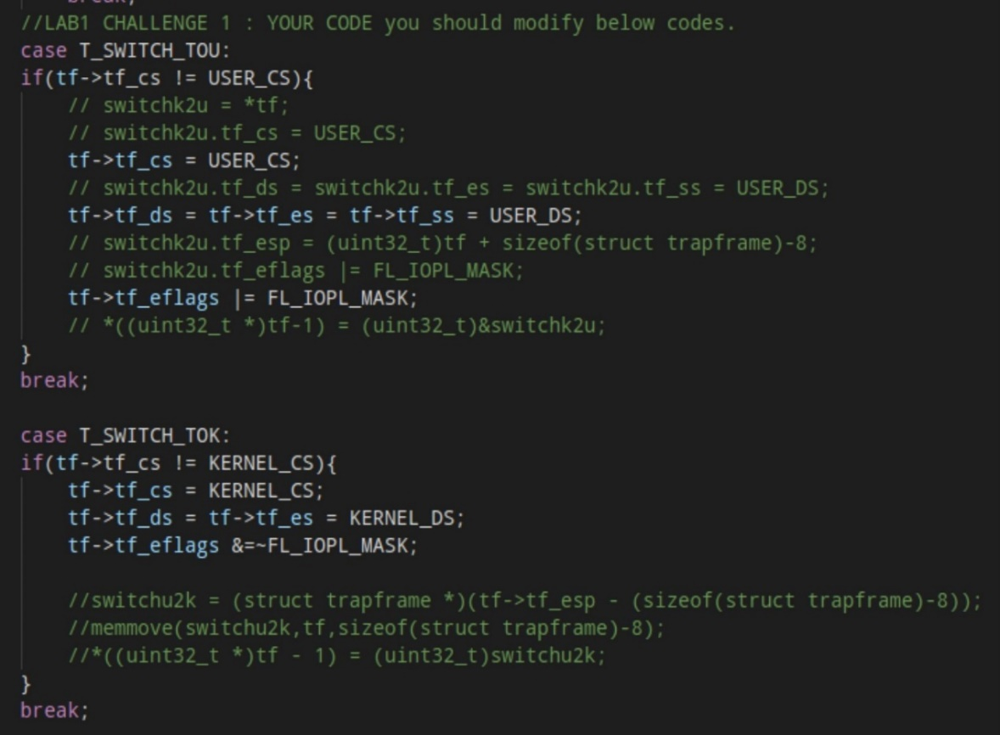 break;
//LAB1 CHALLENGE 1 : YOUR CODE you should modify below codes.
case T_SWITCH_TOU:
if(tf->tf_cs != USER_CS){
    // switchk2u = *tf;
    // switchk2u.tf_cs = USER_CS;
    tf->tf_cs = USER_CS;
    // switchk2u.tf_ds = switchk2u.tf_es = switchk2u.tf_ss = USER_DS;
    tf->tf_ds = tf->tf_es = tf->tf_ss = USER_DS;
    // switchk2u.tf_esp = (uint32_t)tf + sizeof(struct trapframe)-8;
    // switchk2u.tf_eflags |= FL_IOPL_MASK;
    tf->tf_eflags |= FL_IOPL_MASK;
    // *((uint32_t *)tf-1) = (uint32_t)&switchk2u;
}
break;

case T_SWITCH_TOK:
if(tf->tf_cs != KERNEL_CS){
    tf->tf_cs = KERNEL_CS;
    tf->tf_ds = tf->tf_es = KERNEL_DS;
    tf->tf_eflags &=~FL_IOPL_MASK;

    //switchu2k = (struct trapframe *)(tf->tf_esp - (sizeof(struct trapframe)-8));
    //memmove(switchu2k,tf,sizeof(struct trapframe)-8);
    //*((uint32_t *)tf - 1) = (uint32_t)switchu2k;
}
break;